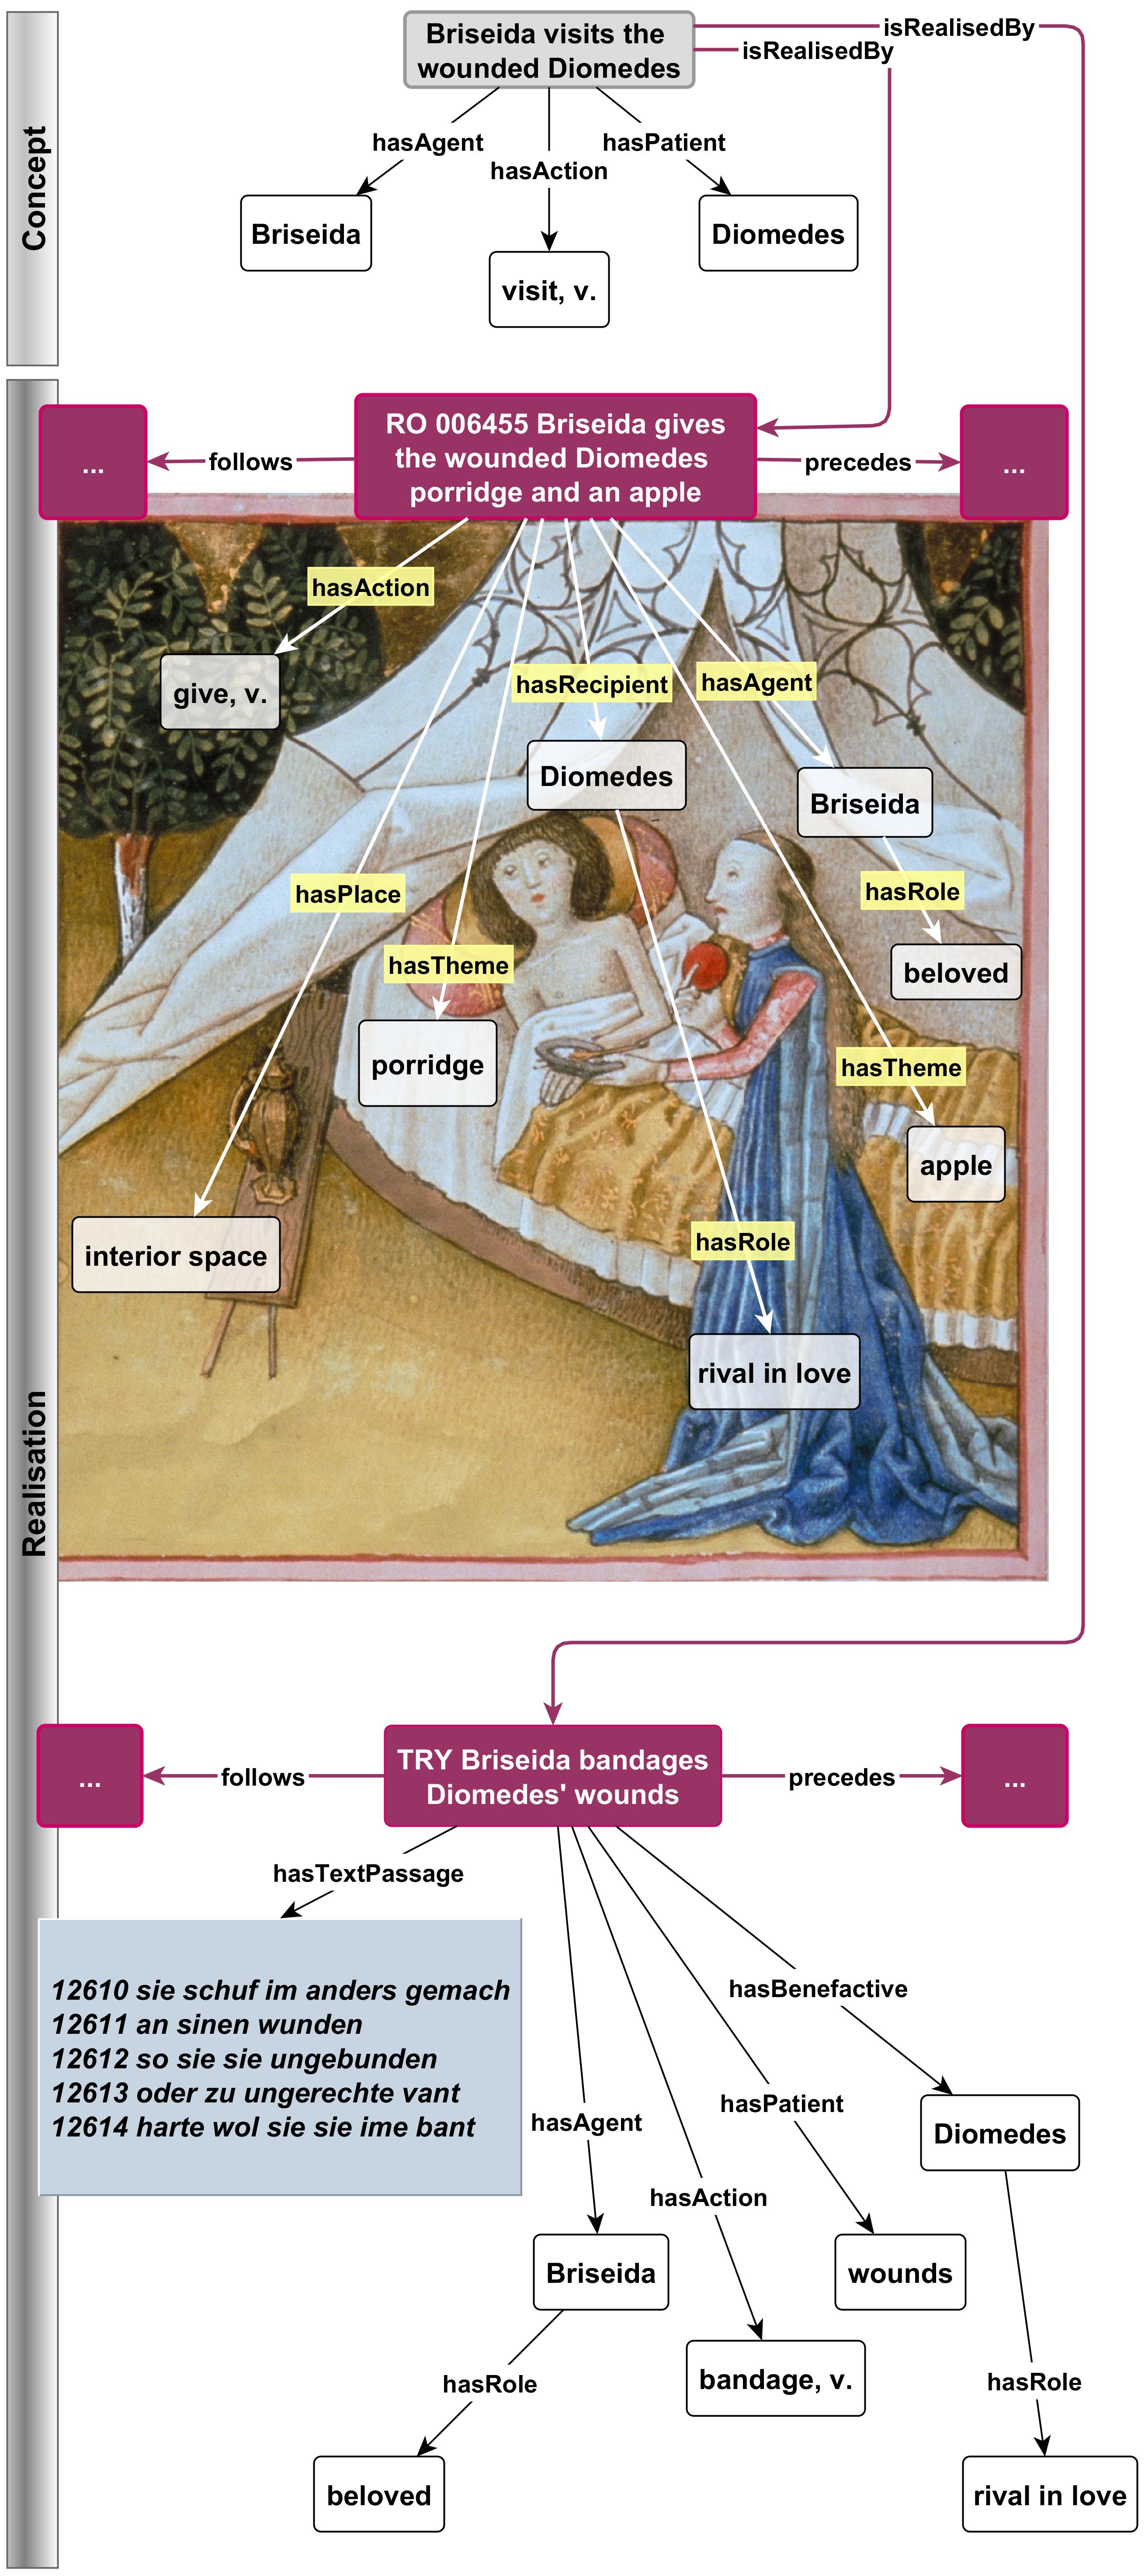 Concept
Briseida visits the
wounded Diomedes
isRealisedBy
isRealisedBy
hasAgent
hasAction
hasPatient
Briseida
visit, v.
Diomedes
Realisation
...
follows
RO 006455 Briseida gives
the wounded Diomedes
porridge and an apple
precedes
...
hasAction
give, v.
hasRecipient
hasAgent
Diomedes
Briseida
hasPlace
hasRole
hasTheme
beloved
porridge
hasTheme
apple
interior space
hasRole
rival in love
...
follows
TRY Briseida bandages
Diomedes' wounds
precedes
...
hasTextPassage
12610 sie schuf im anders gemach
12611 an sinen wunden
12612 so sie sie ungebunden
12613 oder zu ungerechte vant
12614 harte wol sie sie ime bant
hasBenefactive
hasPatient
hasAgent
Diomedes
hasAction
Briseida
wounds
bandage, v.
hasRole
hasRole
beloved
rival in love